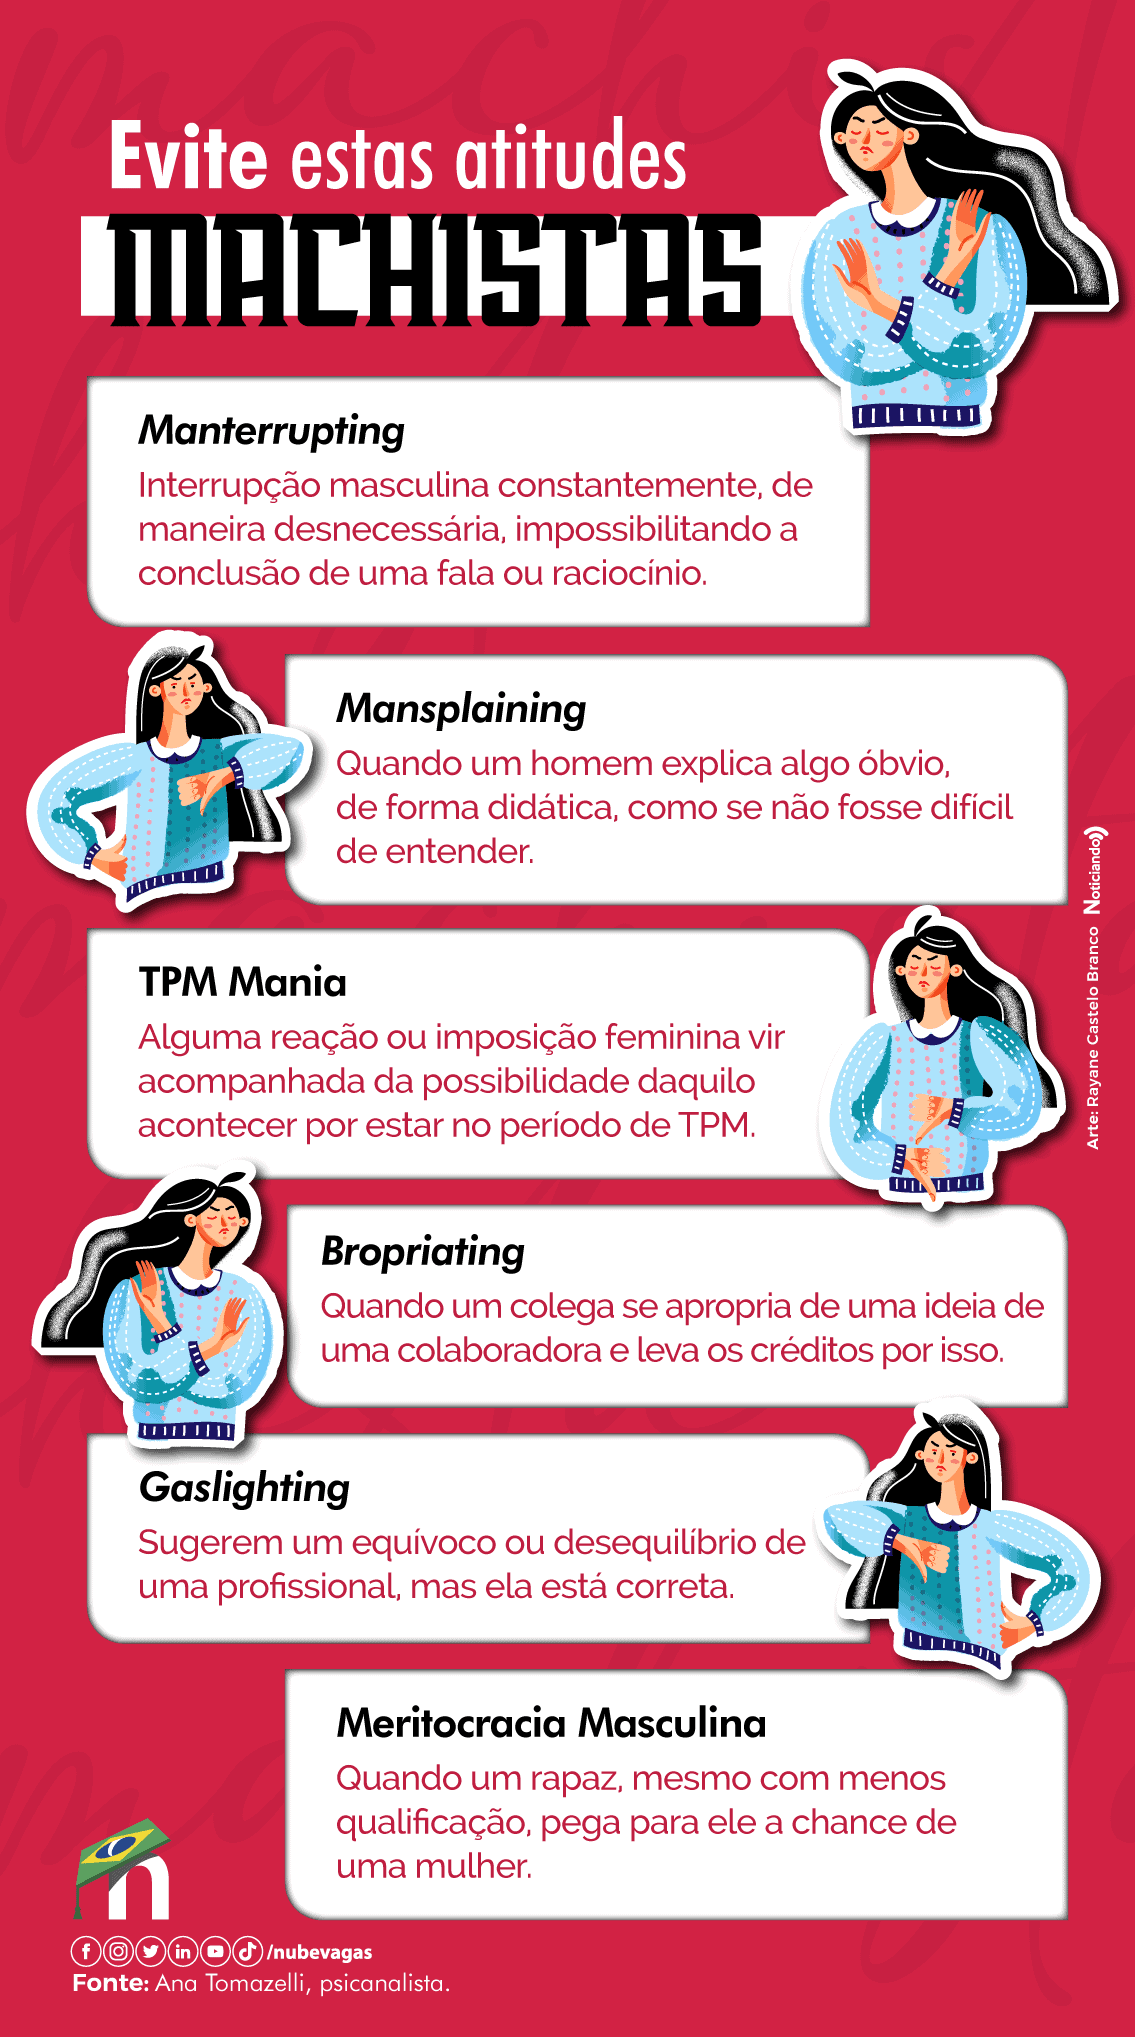 Evite estas atitudes
MACHISTAS
Manterrupting
Interrupção masculina constantemente, de
maneira desnecessária, impossibilitando a
conclusão de uma fala ou raciocínio.
Mansplaining
Quando um homem explica algo óbvio,
de forma didática, como se não fosse difícil
de entender.
TPM Mania
Alguma reação ou imposição feminina vir
acompanhada da possibilidade daquilo
acontecer por estar no período de TPM.
Bropriating
Quando um colega se apropria de uma ideia de
uma colaboradora e leva os créditos por isso.
Gaslighting
Sugerem um equívoco ou desequilíbrio de
uma profissional, mas ela está correta.
Meritocracia Masculina
Quando um rapaz, mesmo com menos
qualificação, pega para ele a chance de
uma mulher.
Arte: Rayane Castelo Branco Noticiando
n
/nubevagas
Fonte: Ana Tomazelli, psicanalista.